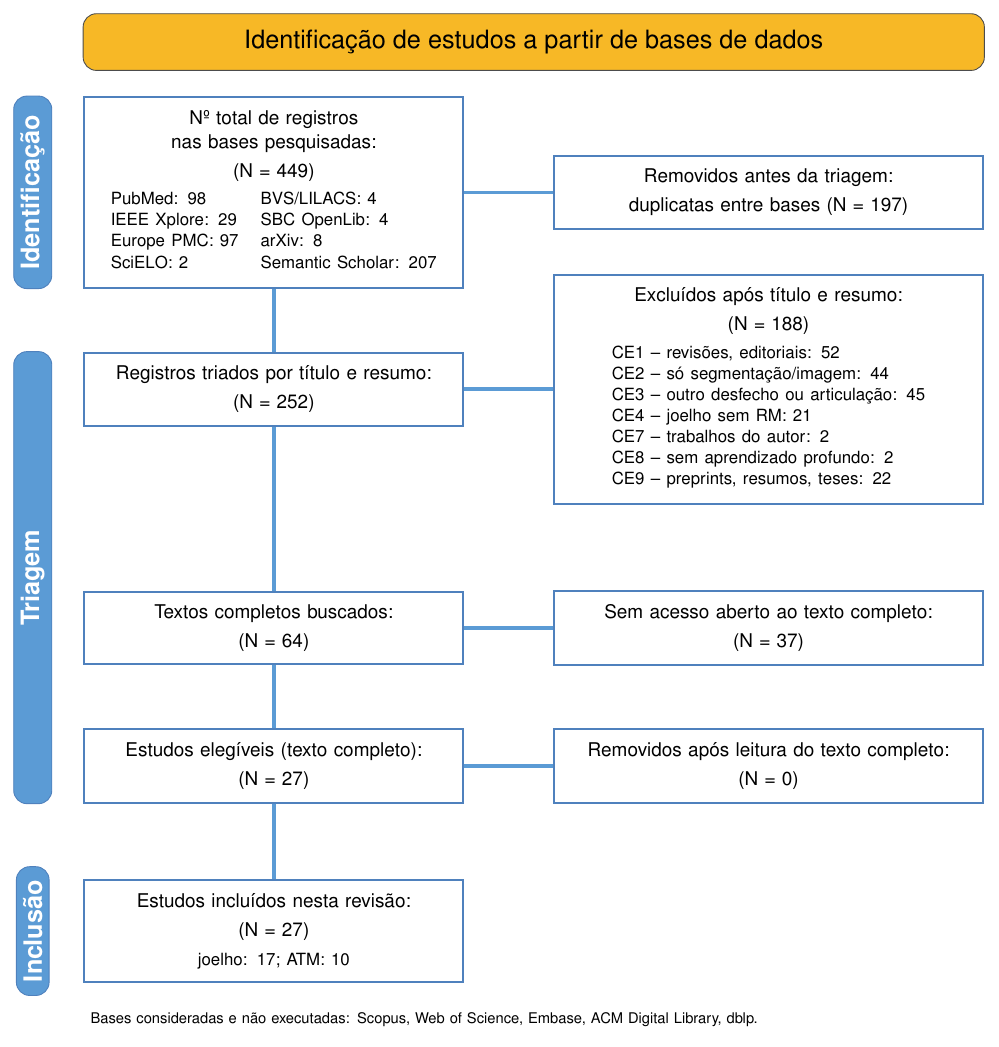 Identificação de estudos a partir de bases de dados
Identificação
Nº total de registros
nas bases pesquisadas:
(N = 449)
PubMed: 98 BVS/LILACS: 4
IEEE Xplore: 29 SBC OpenLib: 4
Europe PMC: 97 arXiv: 8
SciELO: 2 Semantic Scholar: 207
Removidos antes da triagem:
duplicatas entre bases (N = 197)
Triagem
Registros triados por título e resumo:
(N = 252)
Excluídos após título e resumo:
(N = 188)
CE1 – revisões, editoriais: 52
CE2 – só segmentação/imagem: 44
CE3 – outro desfecho ou articulação: 45
CE4 – joelho sem RM: 21
CE7 – trabalhos do autor: 2
CE8 – sem aprendizado profundo: 2
CE9 – preprints, resumos, teses: 22
Textos completos buscados:
(N = 64)
Sem acesso aberto ao texto completo:
(N = 37)
Estudos elegíveis (texto completo):
(N = 27)
Removidos após leitura do texto completo:
(N = 0)
Inclusão
Estudos incluídos nesta revisão:
(N = 27)
joelho: 17; ATM: 10
Bases consideradas e não executadas: Scopus, Web of Science, Embase, ACM Digital Library, dblp.